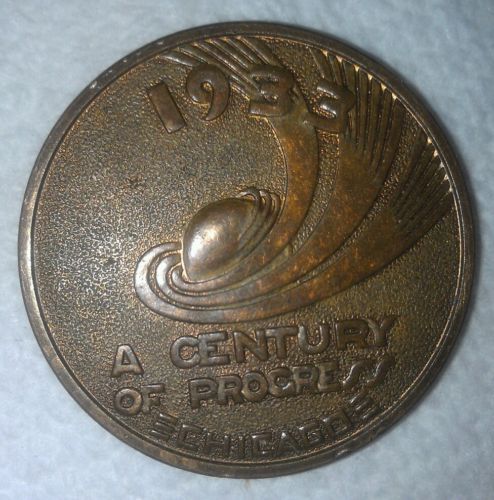 1933
A CENTURY
OF PROGRESS
CHICAGO